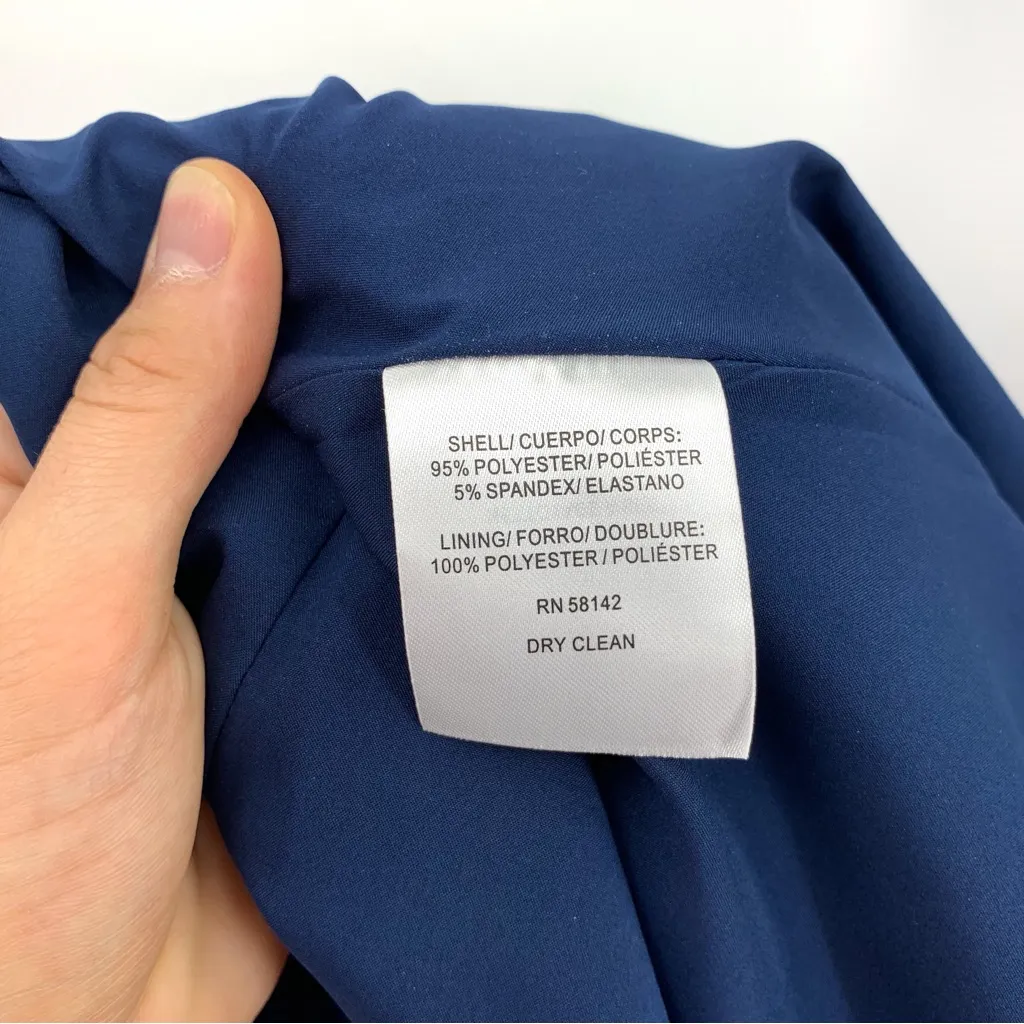 SHELL/ CUERPO/ CORPS:
95% POLYESTER/ POLIÉSTER
5% SPANDEX/ ELASTANO
LINING/ FORRO/ DOUBLURE:
100% POLYESTER / POLIÉSTER
RN 58142
DRY CLEAN